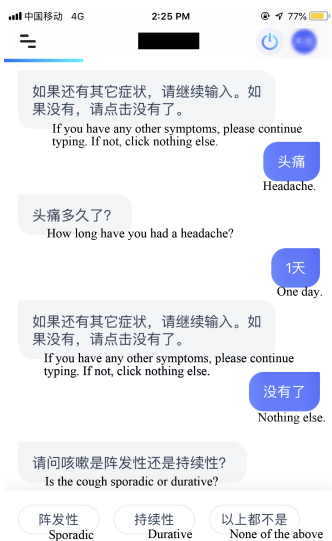 中国移动 4G 2:25 PM 77%
如果还有其它症状，请继续输入。如
果没有，请点击没有了。
If you have any other symptoms, please continue
typing. If not, click nothing else.
头痛
Headache.
头痛多久了？
How long have you had a headache?
1天
One day.
如果还有其它症状，请继续输入。如
果没有，请点击没有了。
If you have any other symptoms, please continue
typing. If not, click nothing else.
没有了
Nothing else.
请问咳嗽是阵发性还是持续性？
Is the cough sporadic or durative?
阵发性 持续性 以上都不是
Sporadic Durative None of the above